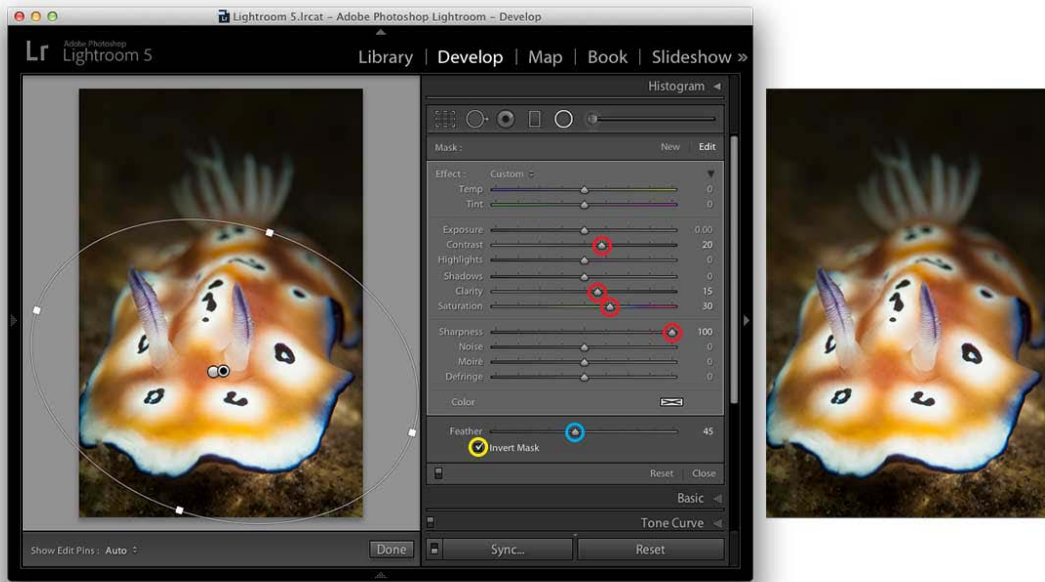 Lightroom 5.lrcat - Adobe Photoshop Lightroom - Develop
Lr Adobe Photoshop Lightroom 5
Library | Develop | Map | Book | Slideshow »
Histogram
Mask : New Edit
Effect : Custom
Temp 0
Tint 0
Exposure 0.00
Contrast 20
Highlights 0
Shadows 0
Clarity 15
Saturation 30
Sharpness 100
Noise 0
Moiré 0
Defringe 0
Color
Feather 45
Invert Mask
Reset Close
Basic
Tone Curve
Show Edit Pins : Auto Done Sync... Reset